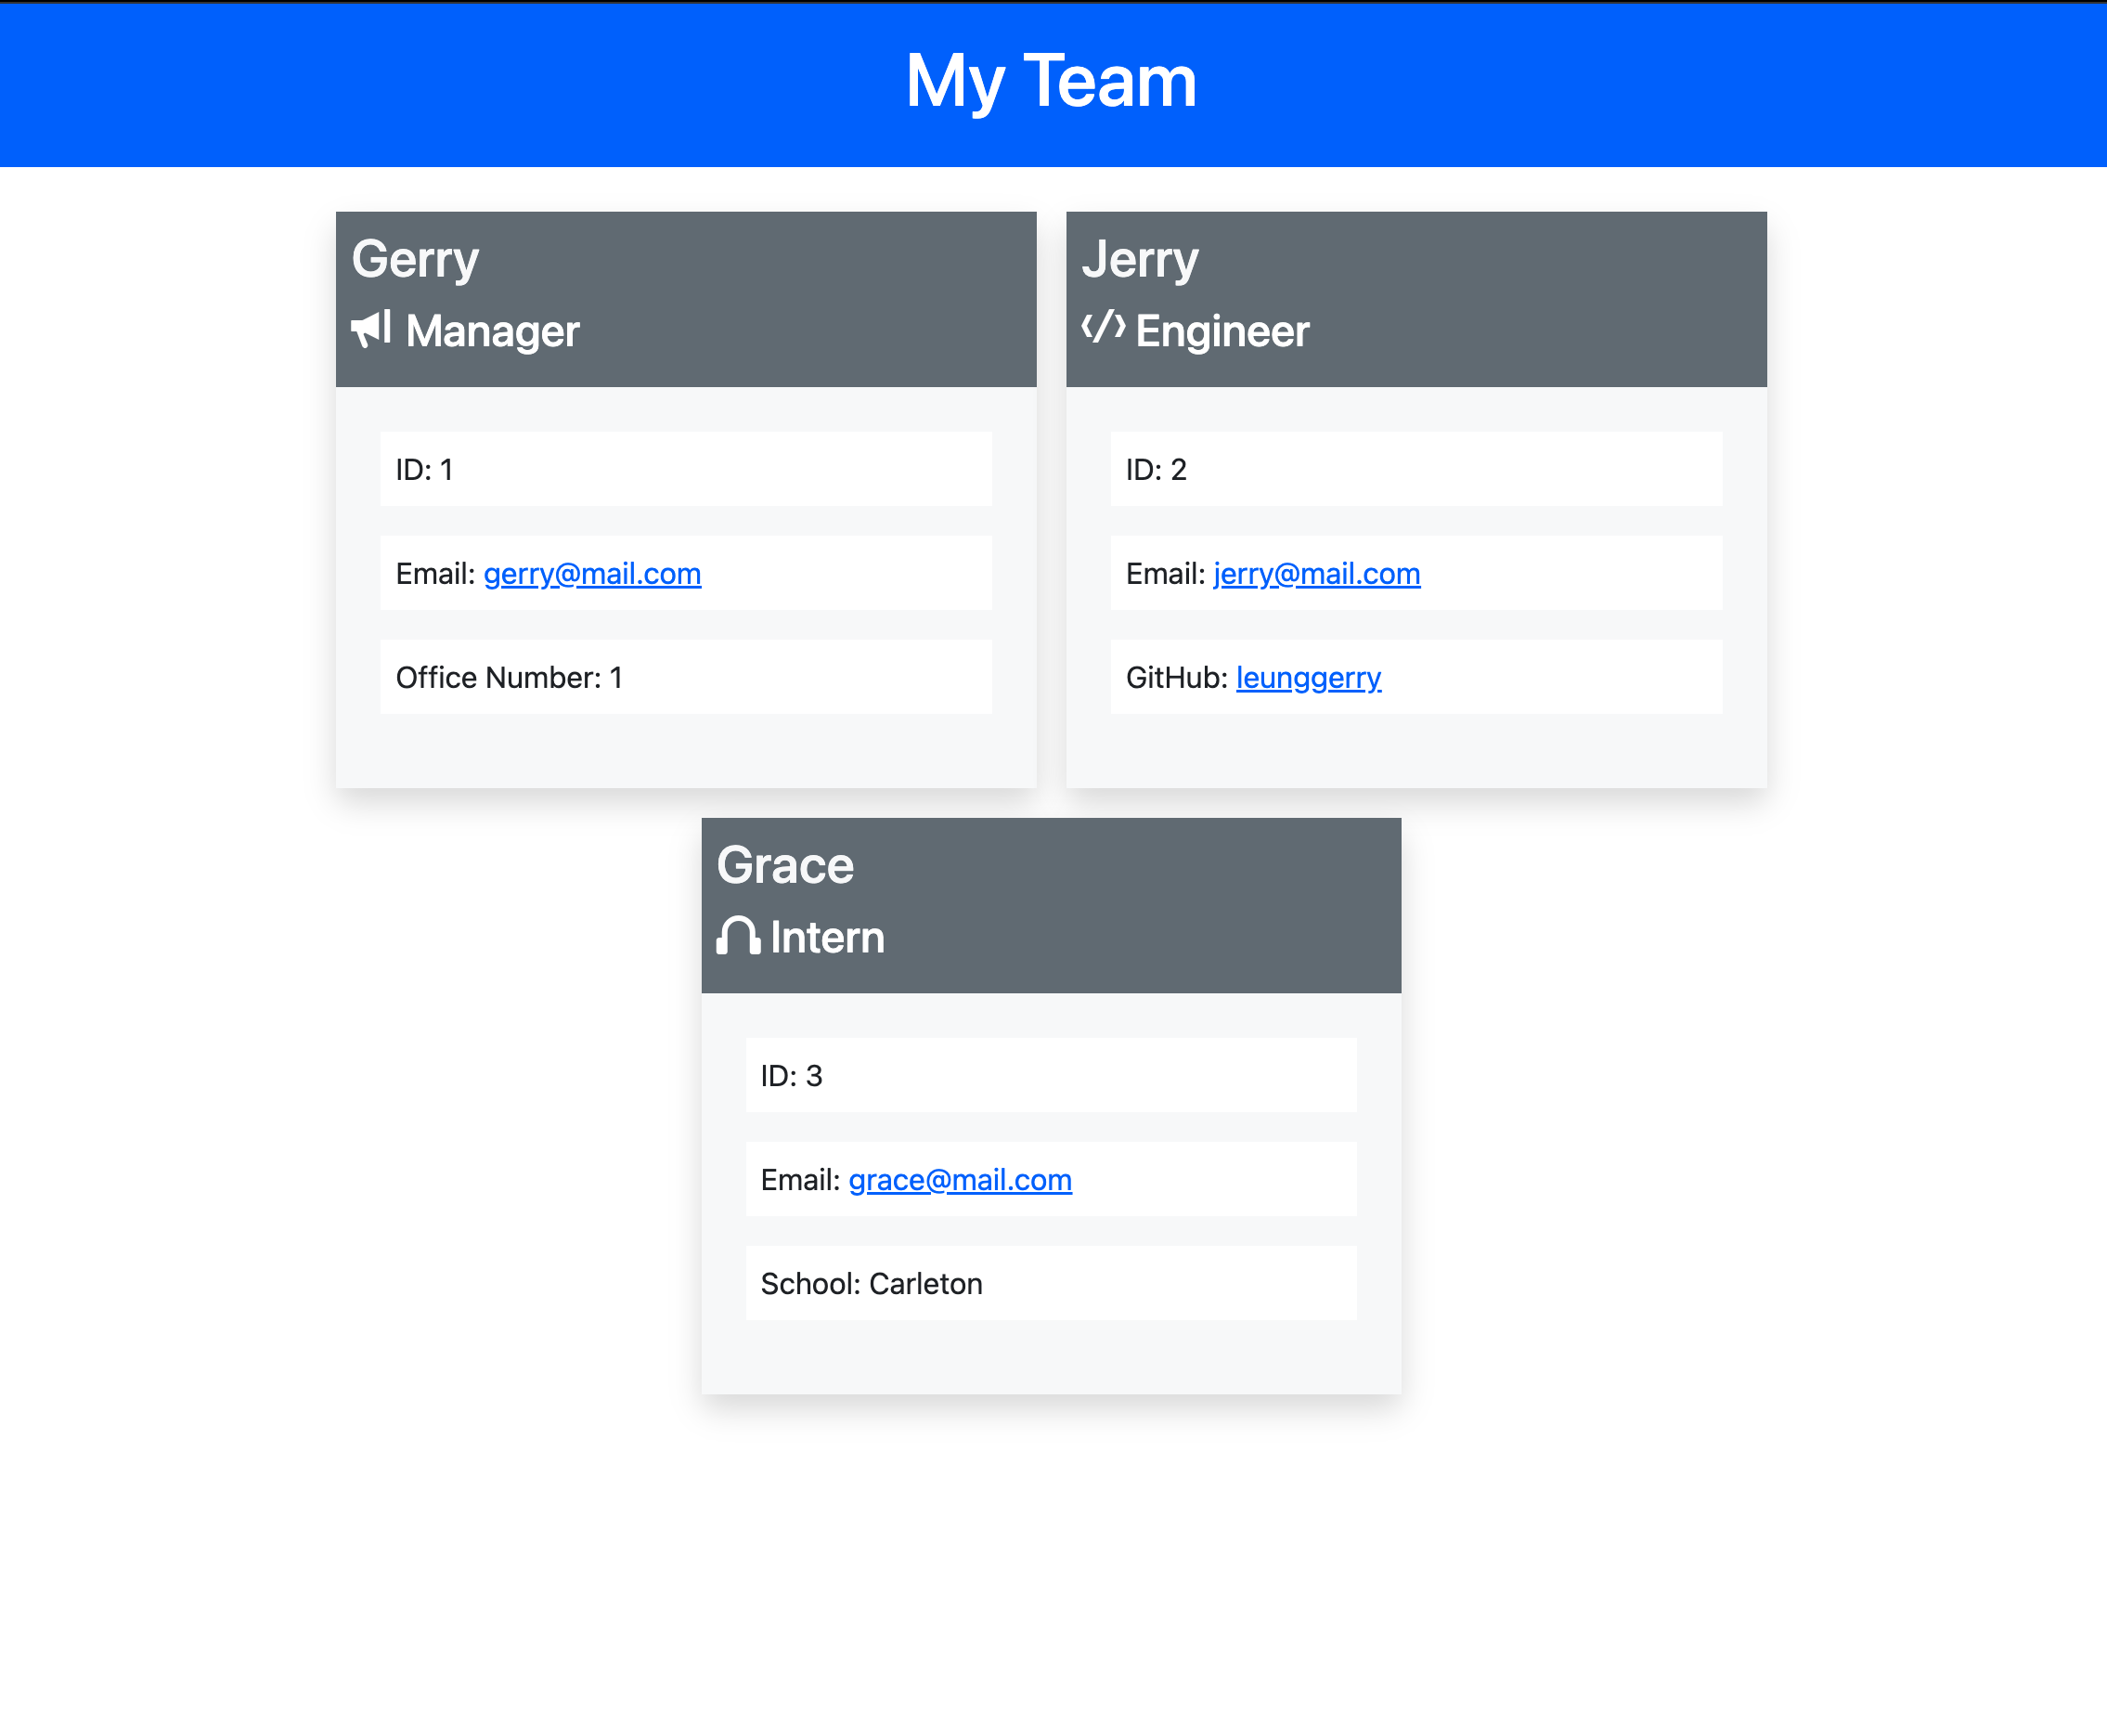 My Team
Gerry
Manager
ID: 1
Email: gerry@mail.com
Office Number: 1
Jerry
Engineer
ID: 2
Email: jerry@mail.com
GitHub: leunggerry
Grace
Intern
ID: 3
Email: grace@mail.com
School: Carleton